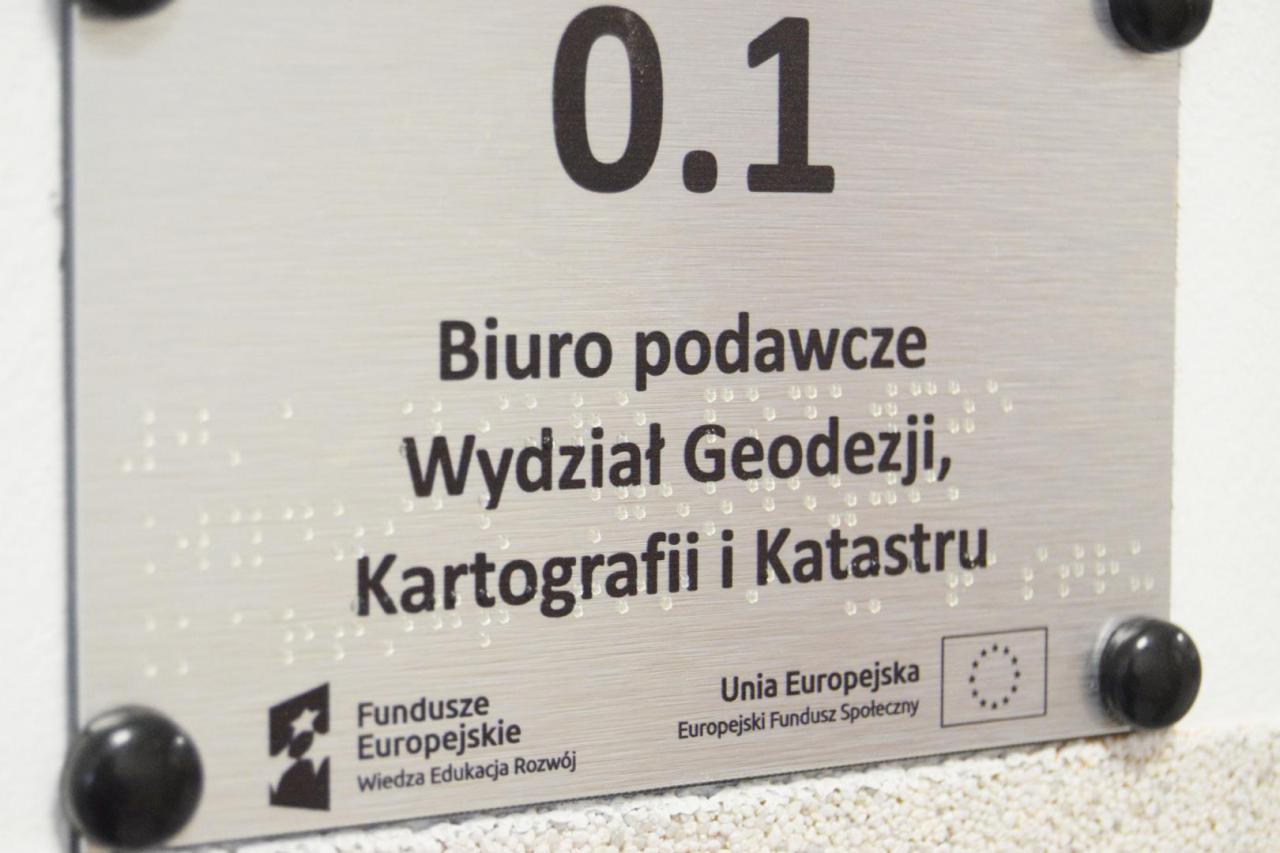 0.1
Biuro podawcze
Wydział Geodezji,
Kartografii i Katastru
Fundusze
Europejskie
Wiedza Edukacja Rozwój
Unia Europejska
Europejski Fundusz Społeczny